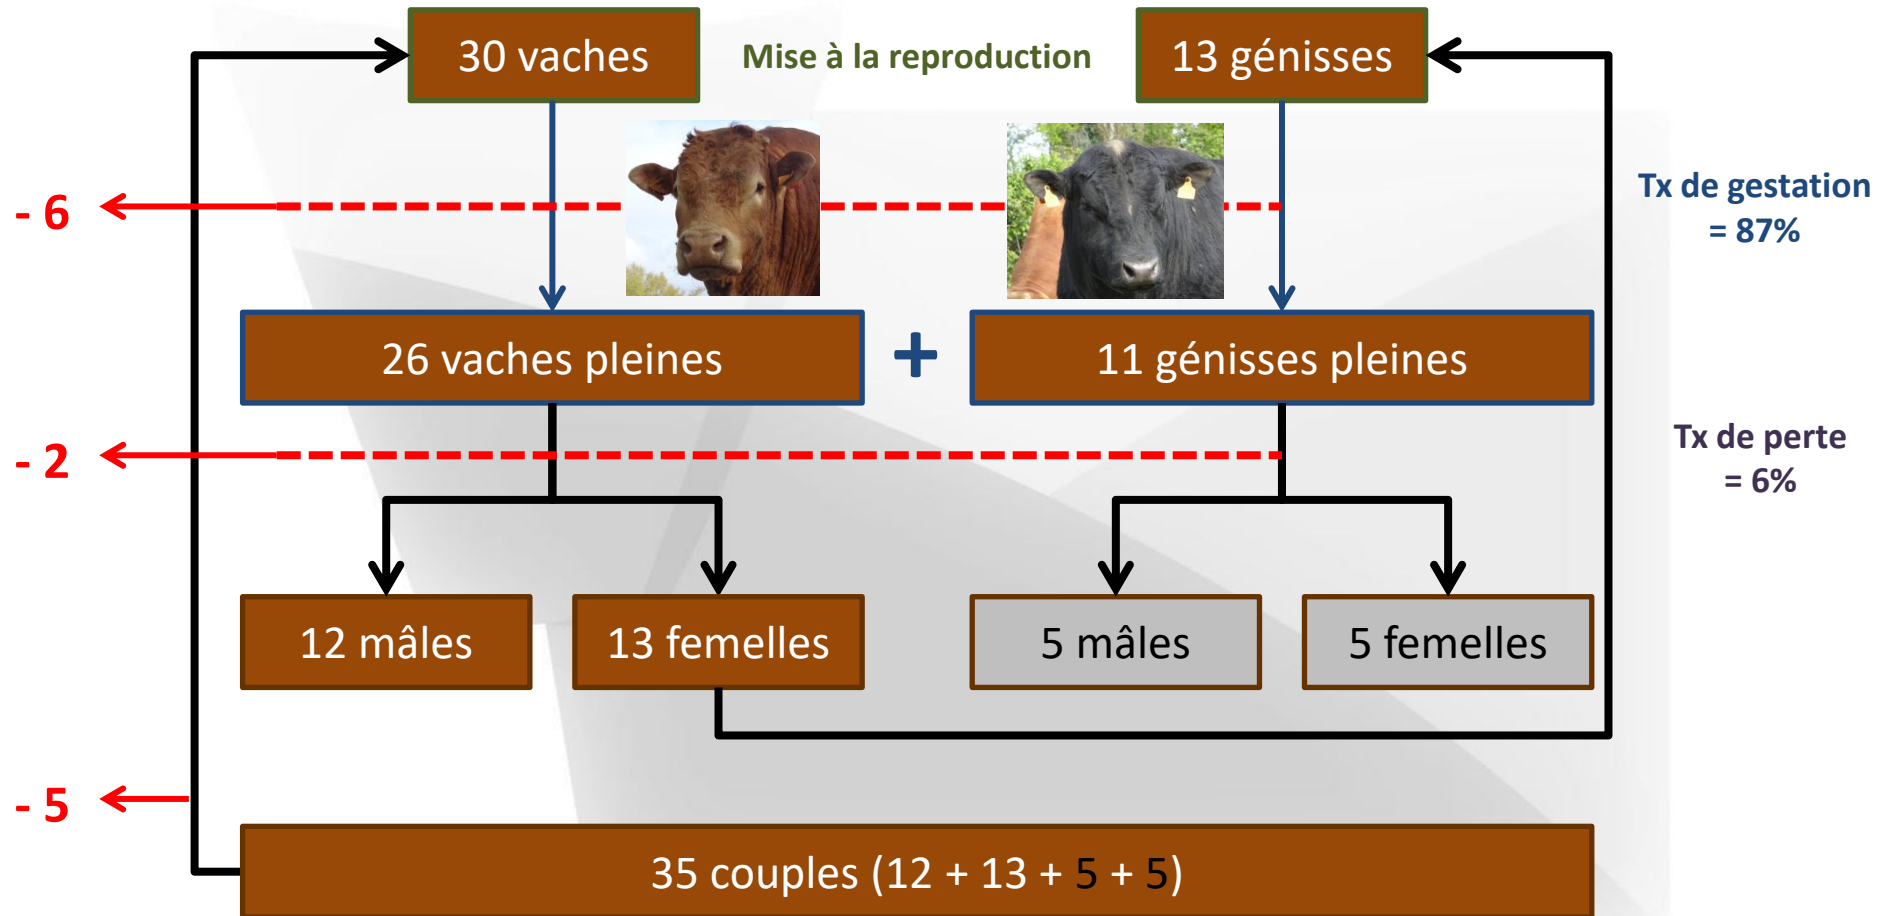 30 vaches
Mise à la reproduction
13 génisses
- 6
Tx de gestation
= 87%
26 vaches pleines
+
11 génisses pleines
- 2
Tx de perte
= 6%
12 mâles
13 femelles
5 mâles
5 femelles
- 5
35 couples (12 + 13 + 5 + 5)